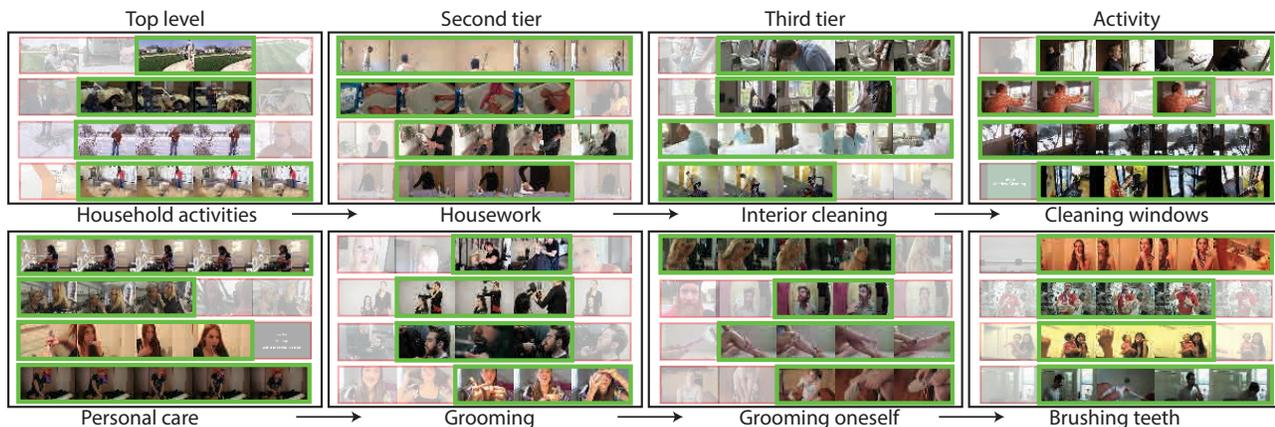 Top level
Second tier
Third tier
Activity
Household activities
Housework
Interior cleaning
Cleaning windows
Personal care
Grooming
Grooming oneself
Brushing teeth